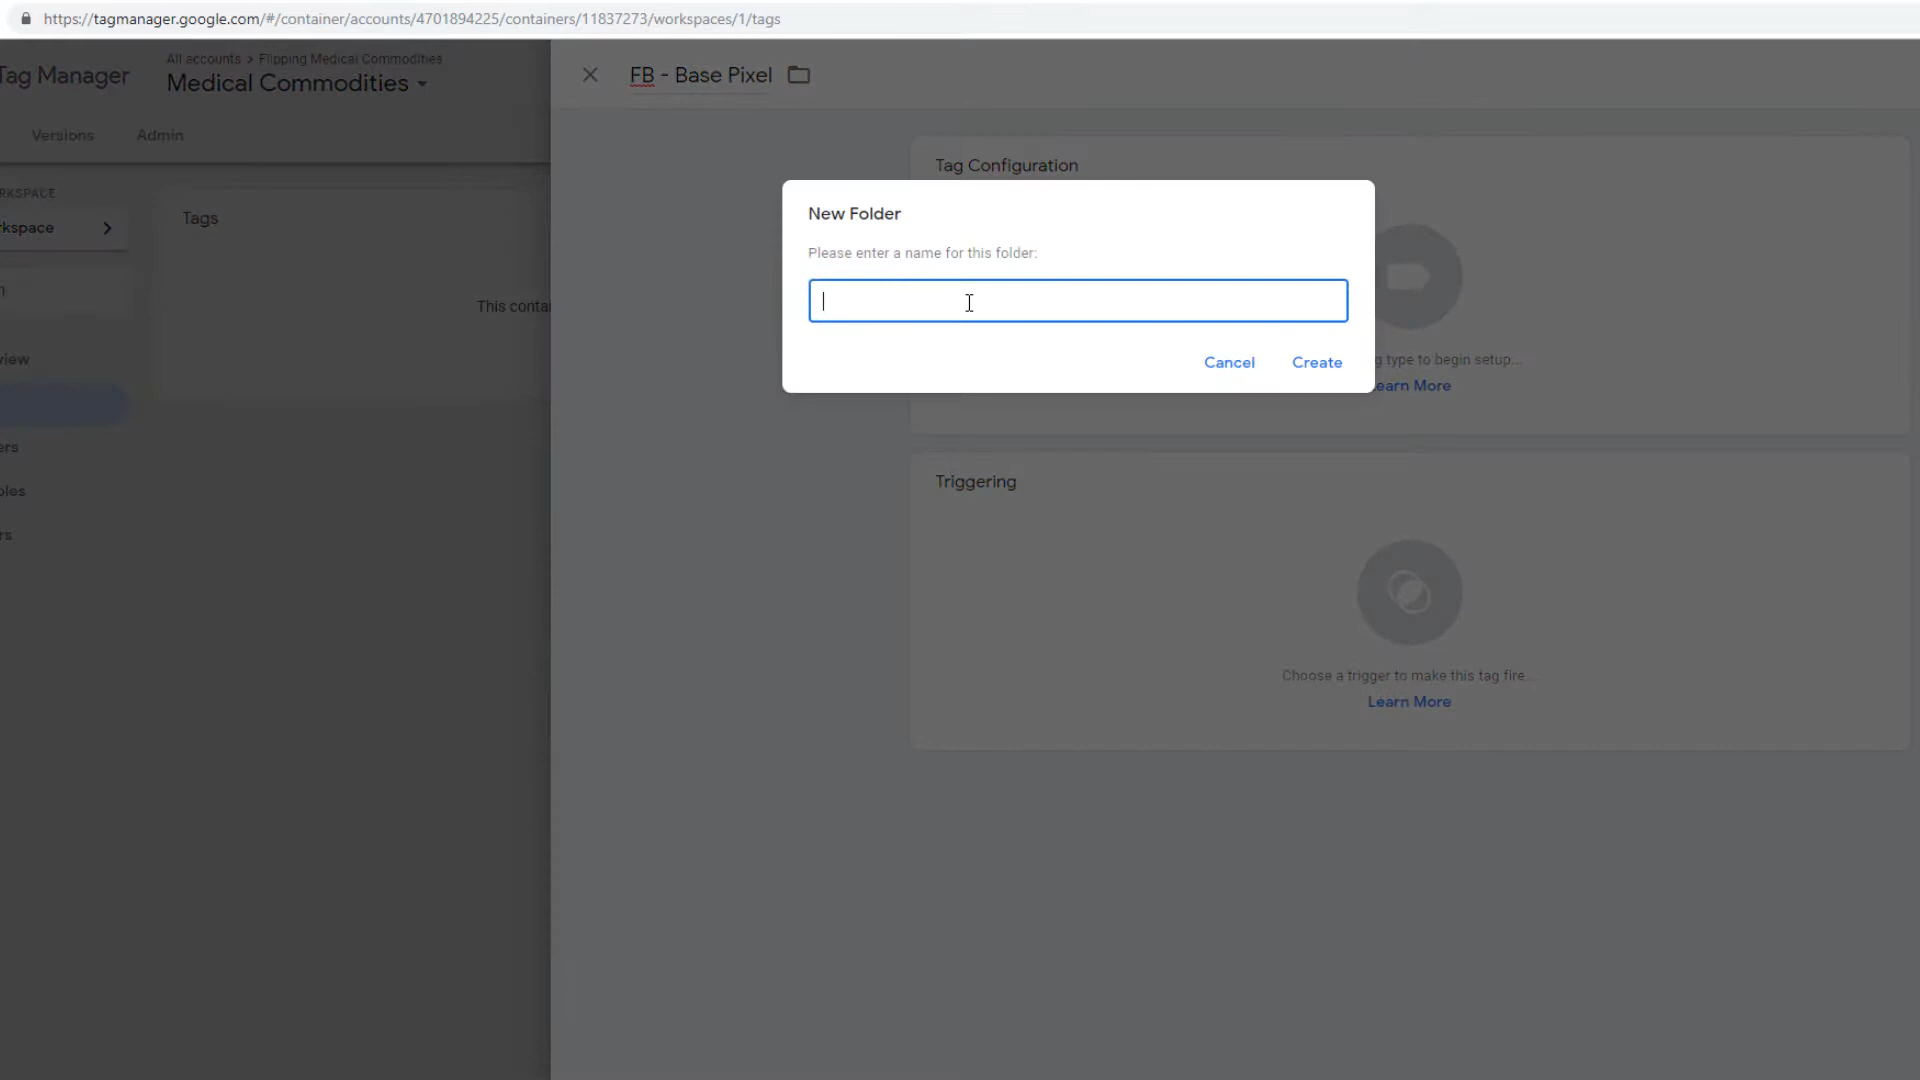 https://tagmanager.google.com/#/container/accounts/4701894225/containers/11837273/workspaces/1/tags
Tag Manager
All accounts > Flipping Medical Commodities
Medical Commodities
FB - Base Pixel
Versions
Admin
Tag Configuration
RKSPACE
kspace
Tags
New Folder
Please enter a name for this folder:
This contai
Cancel
Create
g type to begin setup...
earn More
view
ers
Triggering
bles
rs
Choose a trigger to make this tag fire...
Learn More